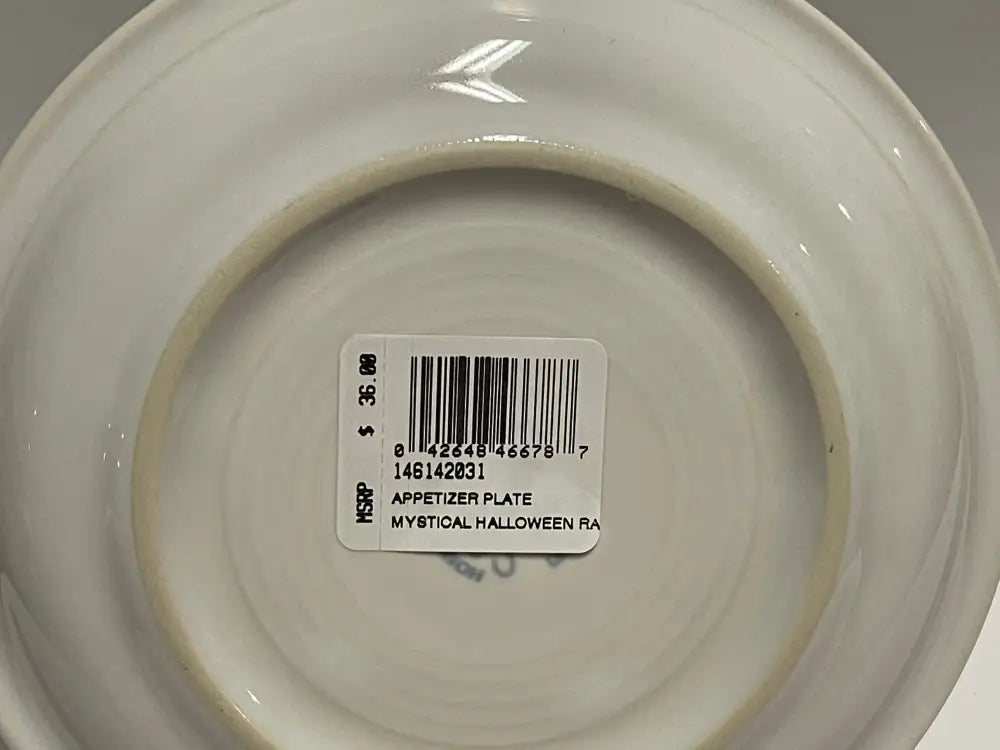 MSRP $ 36.00
0 42648 46678 7
146142031
APPETIZER PLATE
MYSTICAL HALLOWEEN RA